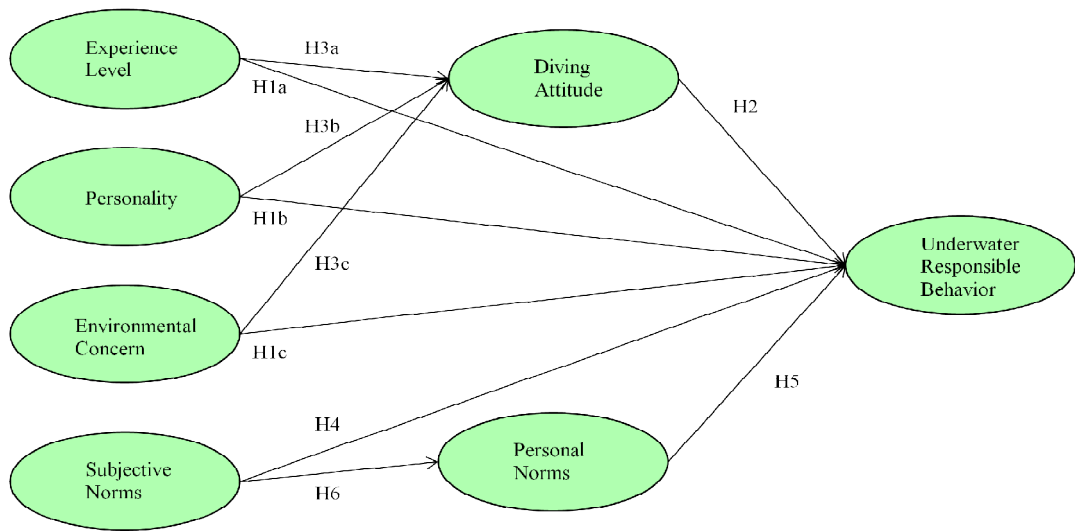 Experience
Level
H3a
Diving
Attitude
H1a
H2
H3b
Personality
H1b
Underwater
Responsible
Behavior
H3c
Environmental
Concern
H1c
H5
H4
Personal
Norms
Subjective
Norms
H6